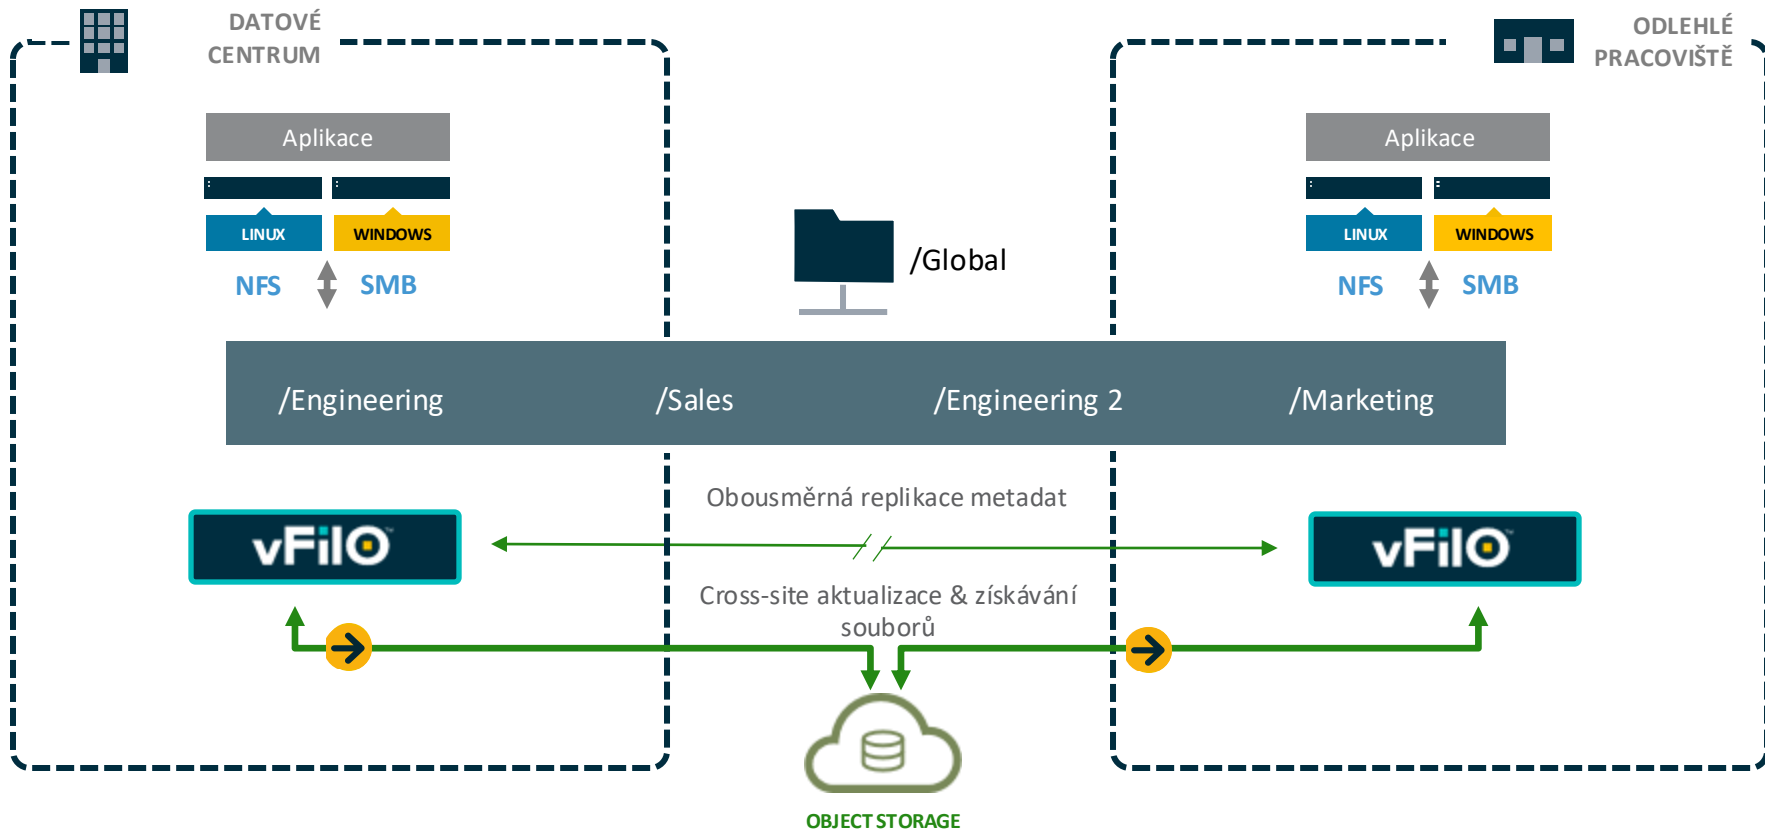 DATOVÉ
CENTRUM
ODLEHLÉ
PRACOVIŠTĚ
Aplikace
LINUX
WINDOWS
NFS
SMB
Aplikace
LINUX
WINDOWS
NFS
SMB
/Global
/Engineering
/Sales
/Engineering 2
/Marketing
Obousměrná replikace metadat
vFilO™
vFilO
Cross-site aktualizace & získávání
souborů
OBJECT STORAGE